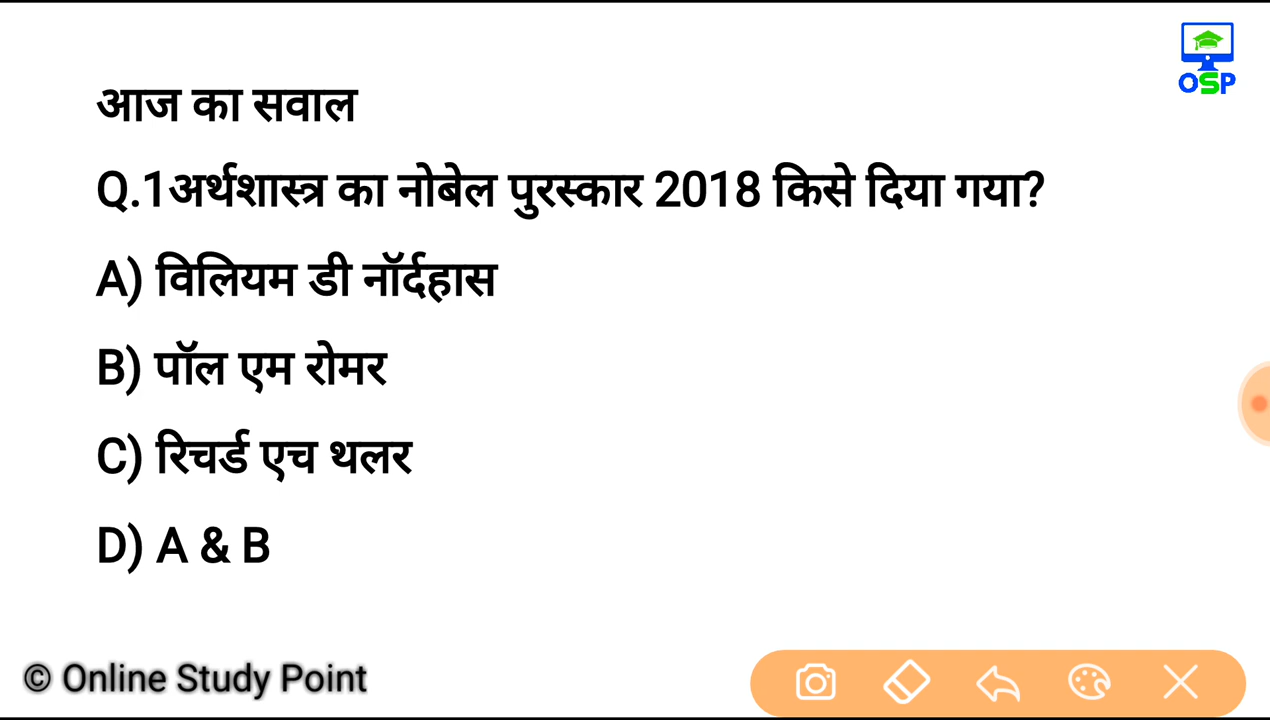 OSP
आज का सवाल
Q.1अर्थशास्त्र का नोबेल पुरस्कार 2018 किसे दिया गया?
A) विलियम डी नॉर्दहास
B) पॉल एम रोमर
C) रिचर्ड एच थलर
D) A & B
© Online Study Point